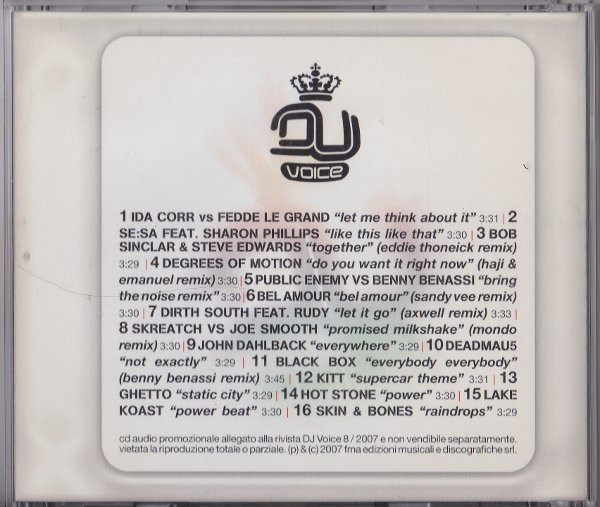 DJ
VOICE
1 IDA CORR vs FEDDE LE GRAND “let me think about it” 3:31 | 2
SE:SA FEAT. SHARON PHILLIPS “like this like that” 3:30 | 3 BOB
SINCLAR & STEVE EDWARDS “together” (eddie thoneick remix)
3:29 | 4 DEGREES OF MOTION “do you want it right now” (haji &
emanuel remix) 3:30 | 5 PUBLIC ENEMY VS BENNY BENASSI “bring
the noise remix” 3:30 | 6 BEL AMOUR “bel amour” (sandy vee remix)
3:30 | 7 DIRTH SOUTH FEAT. RUDY “let it go” (axwell remix) 3:33 |
8 SKREATCH VS JOE SMOOTH “promised milkshake” (mondo
remix) 3:30 | 9 JOHN DAHLBACK “everywhere” 3:29 | 10 DEADMAU5
“not exactly” 3:29 | 11 BLACK BOX “everybody everybody”
(benny benassi remix) 3:45 | 12 KITT “supercar theme” 3:31 | 13
GHETTO “static city” 3:29 | 14 HOT STONE “power” 3:30 | 15 LAKE
KOAST “power beat” 3:30 | 16 SKIN & BONES “raindrops” 3:29
cd audio promozionale allegato alla rivista DJ Voice 8 / 2007 e non vendibile separatamente.
vietata la riproduzione totale o parziale. (p) & (c) 2007 fma edizioni musicali e discografiche srl.